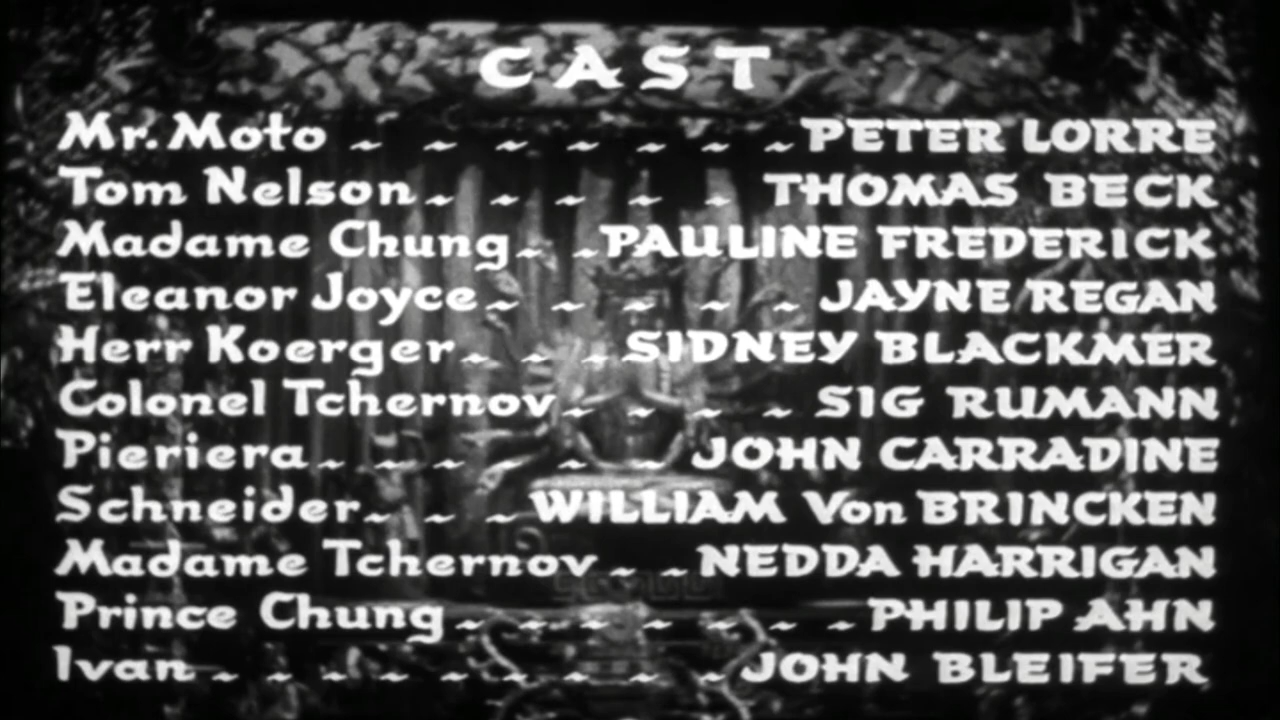 CAST
Mr. Moto ~ ~ ~ ~ ~ ~ ~ PETER LORRE
Tom Nelson ~ ~ ~ ~ ~ THOMAS BECK
Madame Chung ~ ~ PAULINE FREDERICK
Eleanor Joyce ~ ~ ~ ~ ~ JAYNE REGAN
Herr Koerger ~ ~ ~ SIDNEY BLACKMER
Colonel Tchernov ~ ~ ~ ~ SIG RUMANN
Pieriera ~ ~ ~ ~ ~ JOHN CARRADINE
Schneider ~ ~ ~ WILLIAM Von BRINCKEN
Madame Tchernov ~ ~ NEDDA HARRIGAN
Prince Chung ~ ~ ~ ~ ~ ~ ~ PHILIP AHN
Ivan ~ ~ ~ ~ ~ ~ ~ ~ ~ JOHN BLEIFER